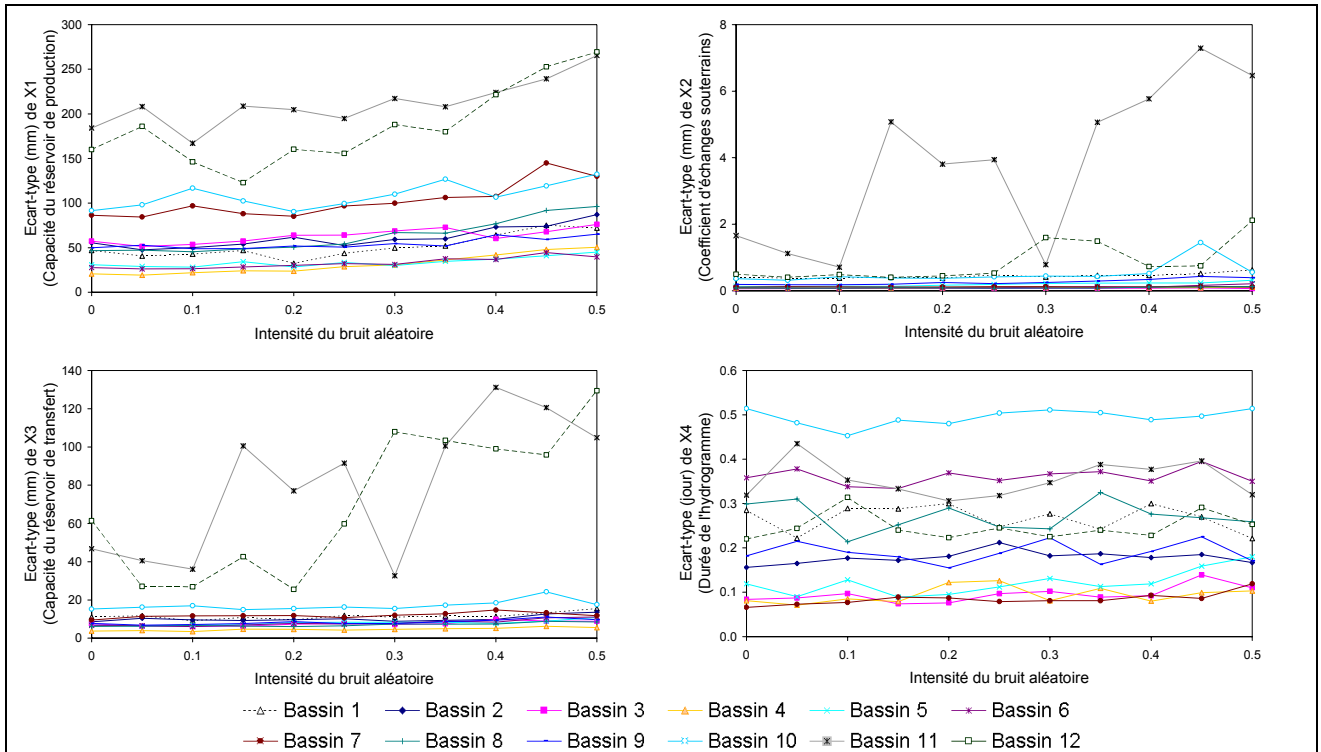 Ecart-type (mm) de X1
(Capacité du réservoir de production)
300
250
200
150
100
50
0
0
0.1
0.2
0.3
0.4
0.5
Intensité du bruit aléatoire
Ecart-type (mm) de X2
(Coefficient d'échanges souterrains)
8
6
4
2
0
0
0.1
0.2
0.3
0.4
0.5
Intensité du bruit aléatoire
Ecart-type (mm) de X3
(Capacité du réservoir de transfert)
140
120
100
80
60
40
20
0
0
0.1
0.2
0.3
0.4
0.5
Intensité du bruit aléatoire
Ecart-type (jour) de X4
(Durée de l'hydrogramme)
0.6
0.5
0.4
0.3
0.2
0.1
0.0
0
0.1
0.2
0.3
0.4
0.5
Intensité du bruit aléatoire
Bassin 1
Bassin 2
Bassin 3
Bassin 4
Bassin 5
Bassin 6
Bassin 7
Bassin 8
Bassin 9
Bassin 10
Bassin 11
Bassin 12